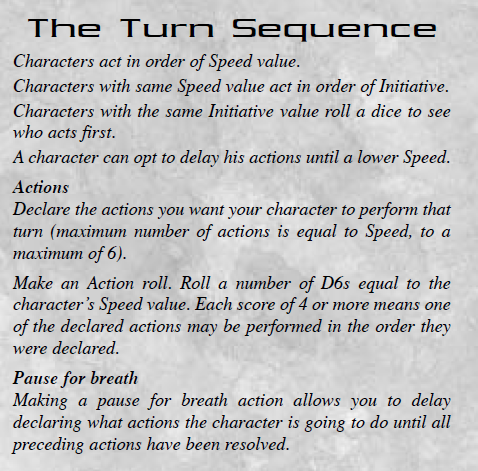 The Turn Sequence
Characters act in order of Speed value.
Characters with same Speed value act in order of Initiative.
Characters with the same Initiative value roll a dice to see
who acts first.
A character can opt to delay his actions until a lower Speed.
Actions
Declare the actions you want your character to perform that
turn (maximum number of actions is equal to Speed, to a
maximum of 6).
Make an Action roll. Roll a number of D6s equal to the
character’s Speed value. Each score of 4 or more means one
of the declared actions may be performed in the order they
were declared.
Pause for breath
Making a pause for breath action allows you to delay
declaring what actions the character is going to do until all
preceding actions have been resolved.